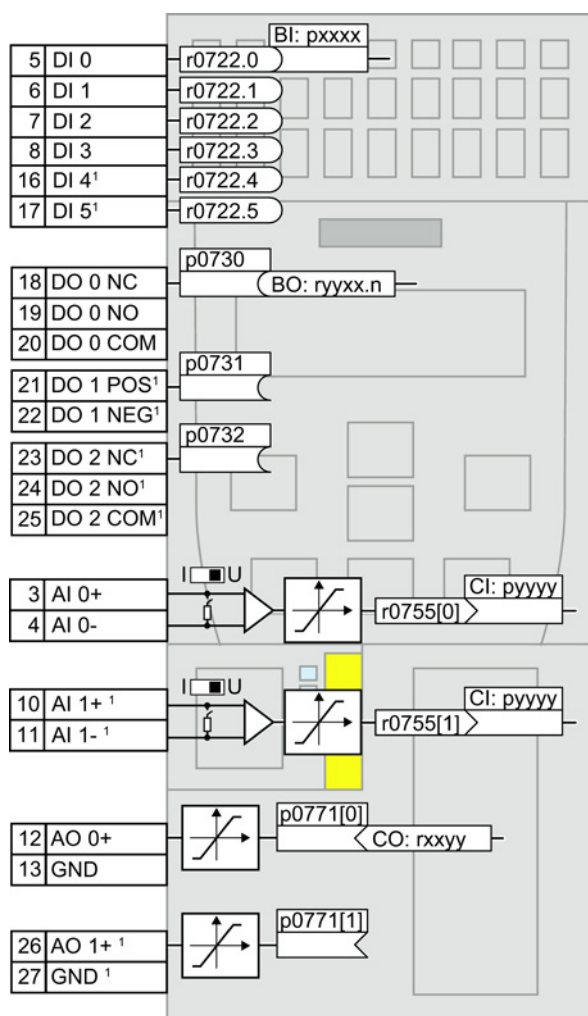 BI: pxxxx
5 DI 0 r0722.0
6 DI 1 r0722.1
7 DI 2 r0722.2
8 DI 3 r0722.3
16 DI 4¹ r0722.4
17 DI 5¹ r0722.5
p0730
18 DO 0 NC BO: ryyxx.n
19 DO 0 NO
20 DO 0 COM
p0731
21 DO 1 POS¹
22 DO 1 NEG¹
p0732
23 DO 2 NC¹
24 DO 2 NO¹
25 DO 2 COM¹
I U
CI: pyyyy
3 AI 0+ r0755[0]
4 AI 0-
I U
CI: pyyyy
10 AI 1+ ¹ r0755[1]
11 AI 1- ¹
p0771[0]
12 AO 0+ CO: rxxyy
13 GND
p0771[1]
26 AO 1+ ¹
27 GND ¹